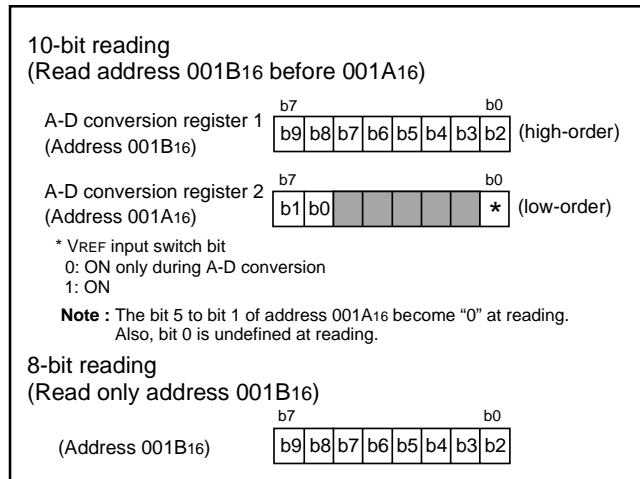 10-bit reading
(Read address 001B16 before 001A16)
b7 b0
A-D conversion register 1
(Address 001B16)
b9 b8 b7 b6 b5 b4 b3 b2 (high-order)
b7 b0
A-D conversion register 2
(Address 001A16)
b1 b0 * (low-order)
* VREF input switch bit
0: ON only during A-D conversion
1: ON
Note : The bit 5 to bit 1 of address 001A16 become “0” at reading.
Also, bit 0 is undefined at reading.
8-bit reading
(Read only address 001B16)
b7 b0
(Address 001B16) b9 b8 b7 b6 b5 b4 b3 b2